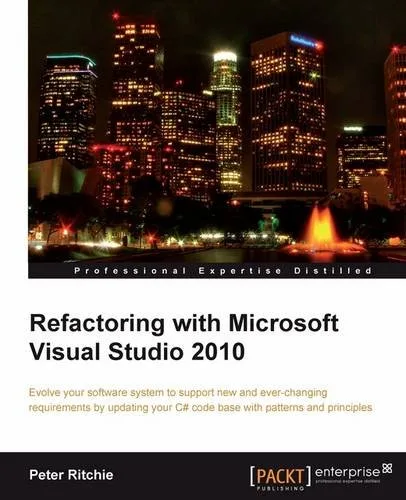 Professional Expertise Distilled
Refactoring with Microsoft
Visual Studio 2010
Evolve your software system to support new and ever-changing
requirements by updating your C# code base with patterns and principles
Peter Ritchie
[PACKT] enterprise
PUBLISHING professional expertise distilled